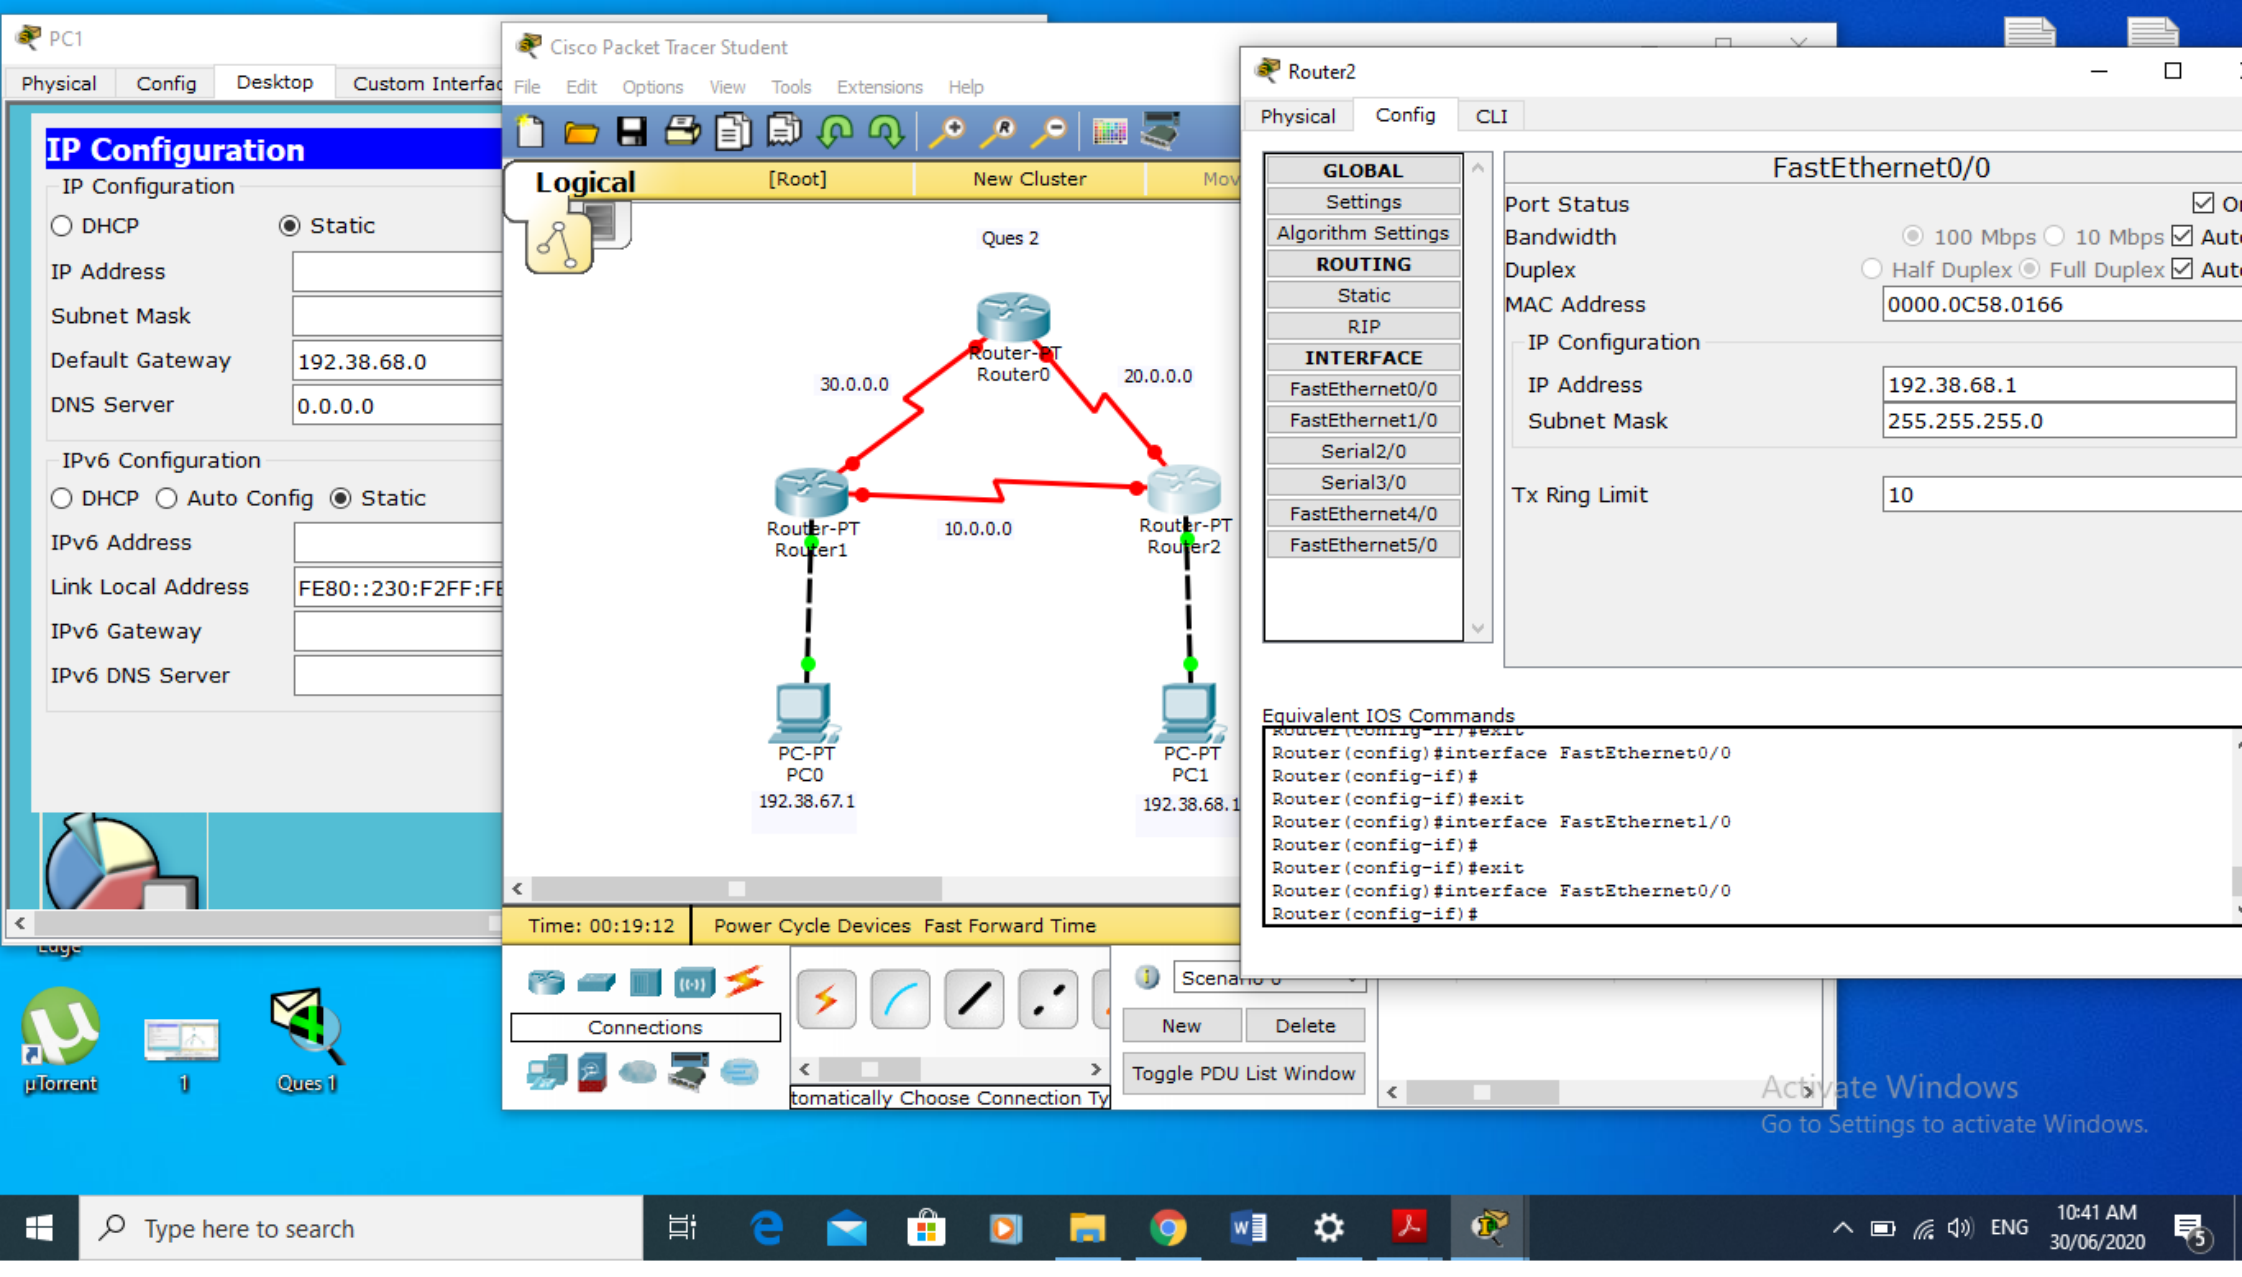 PC1
Physical Config Desktop Custom Interfac
IP Configuration
IP Configuration
DHCP Static
IP Address
Subnet Mask
Default Gateway 192.38.68.0
DNS Server 0.0.0.0
IPv6 Configuration
DHCP Auto Config Static
IPv6 Address
Link Local Address FE80::230:F2FF:FE
IPv6 Gateway
IPv6 DNS Server
Cisco Packet Tracer Student
File Edit Options View Tools Extensions Help
Logical [Root] New Cluster Mov
Ques 2
Router-PT
Router0
30.0.0.0
20.0.0.0
Router-PT
Router1
10.0.0.0
Router-PT
Router2
PC-PT
PC0
192.38.67.1
PC-PT
PC1
192.38.68.1
Time: 00:19:12 Power Cycle Devices Fast Forward Time
Connections
tomatically Choose Connection Ty
Scenario 0
New Delete
Toggle PDU List Window
Router2
Physical Config CLI
GLOBAL
Settings
Algorithm Settings
ROUTING
Static
RIP
INTERFACE
FastEthernet0/0
FastEthernet1/0
Serial2/0
Serial3/0
FastEthernet4/0
FastEthernet5/0
FastEthernet0/0
Port Status On
Bandwidth 100 Mbps 10 Mbps Auto
Duplex Half Duplex Full Duplex Auto
MAC Address 0000.0C58.0166
IP Configuration
IP Address 192.38.68.1
Subnet Mask 255.255.255.0
Tx Ring Limit 10
Equivalent IOS Commands
Router(config-if)#exit
Router(config)#interface FastEthernet0/0
Router(config-if)#
Router(config-if)#exit
Router(config)#interface FastEthernet1/0
Router(config-if)#
Router(config-if)#exit
Router(config)#interface FastEthernet0/0
Router(config-if)#
Edge
µTorrent
1
Ques 1
Activate Windows
Go to Settings to activate Windows.
Type here to search
ENG
10:41 AM
30/06/2020
5